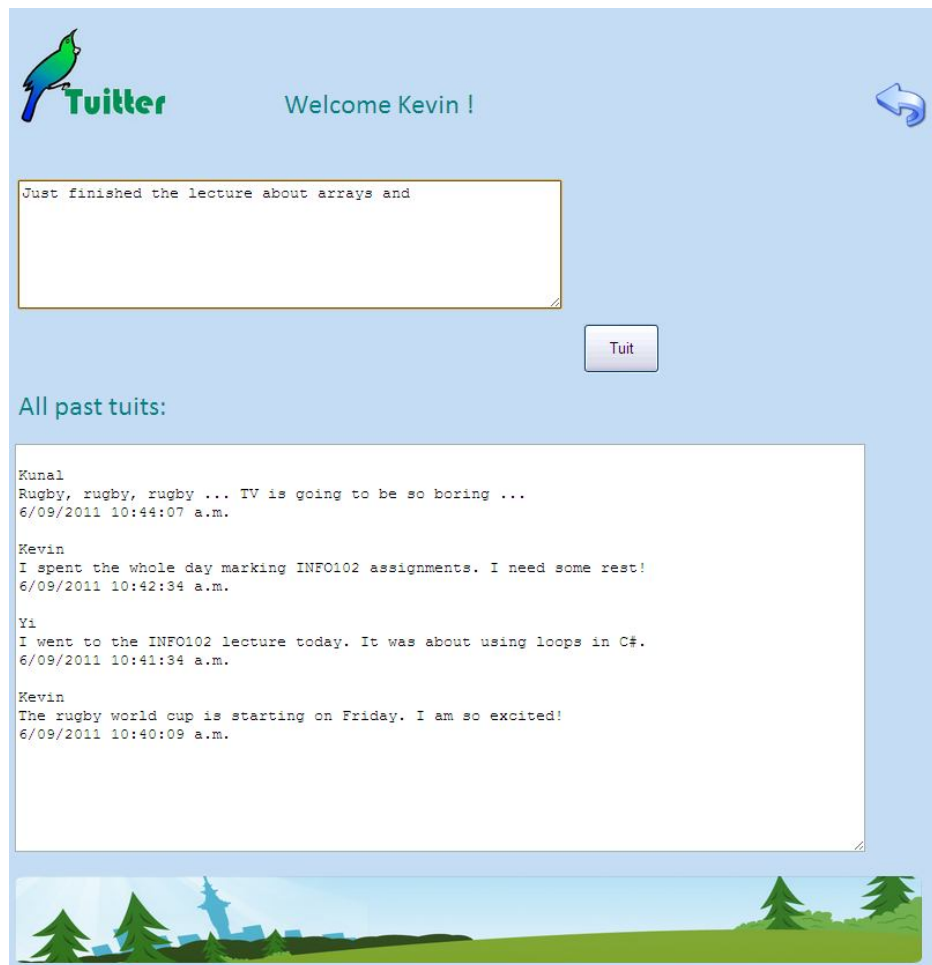 Tuitter
Welcome Kevin !
Just finished the lecture about arrays and
Tuit
All past tuits:
Kunal
Rugby, rugby, rugby ... TV is going to be so boring ...
6/09/2011 10:44:07 a.m.
Kevin
I spent the whole day marking INFO102 assignments. I need some rest!
6/09/2011 10:42:34 a.m.
Yi
I went to the INFO102 lecture today. It was about using loops in C#.
6/09/2011 10:41:34 a.m.
Kevin
The rugby world cup is starting on Friday. I am so excited!
6/09/2011 10:40:09 a.m.